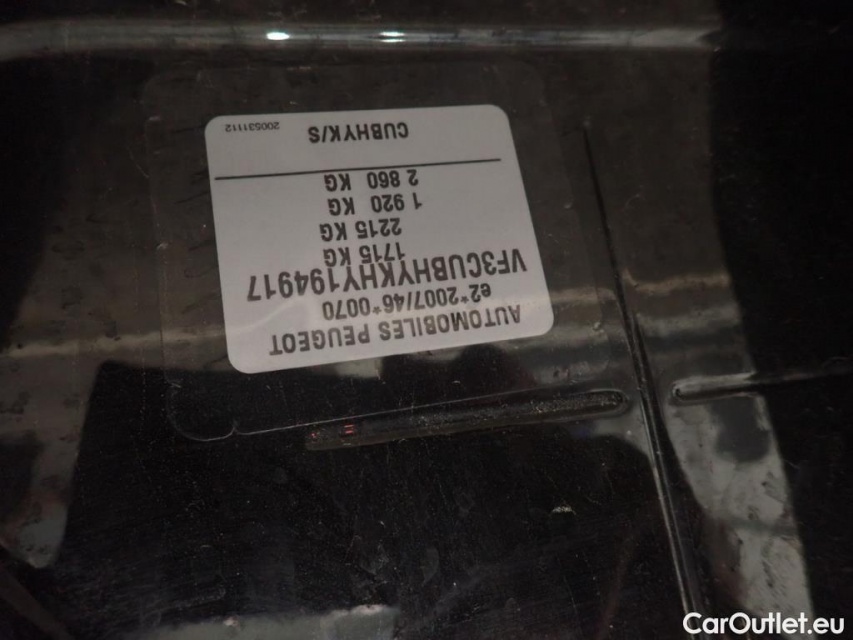 AUTOMOBILES PEUGEOT
e2*2007/46*0070
VF3CUBHYKHY194917
1715 KG
2215 KG
1 920 KG
2 860 KG
CUBHYK/S
200531112
CarOutlet.eu